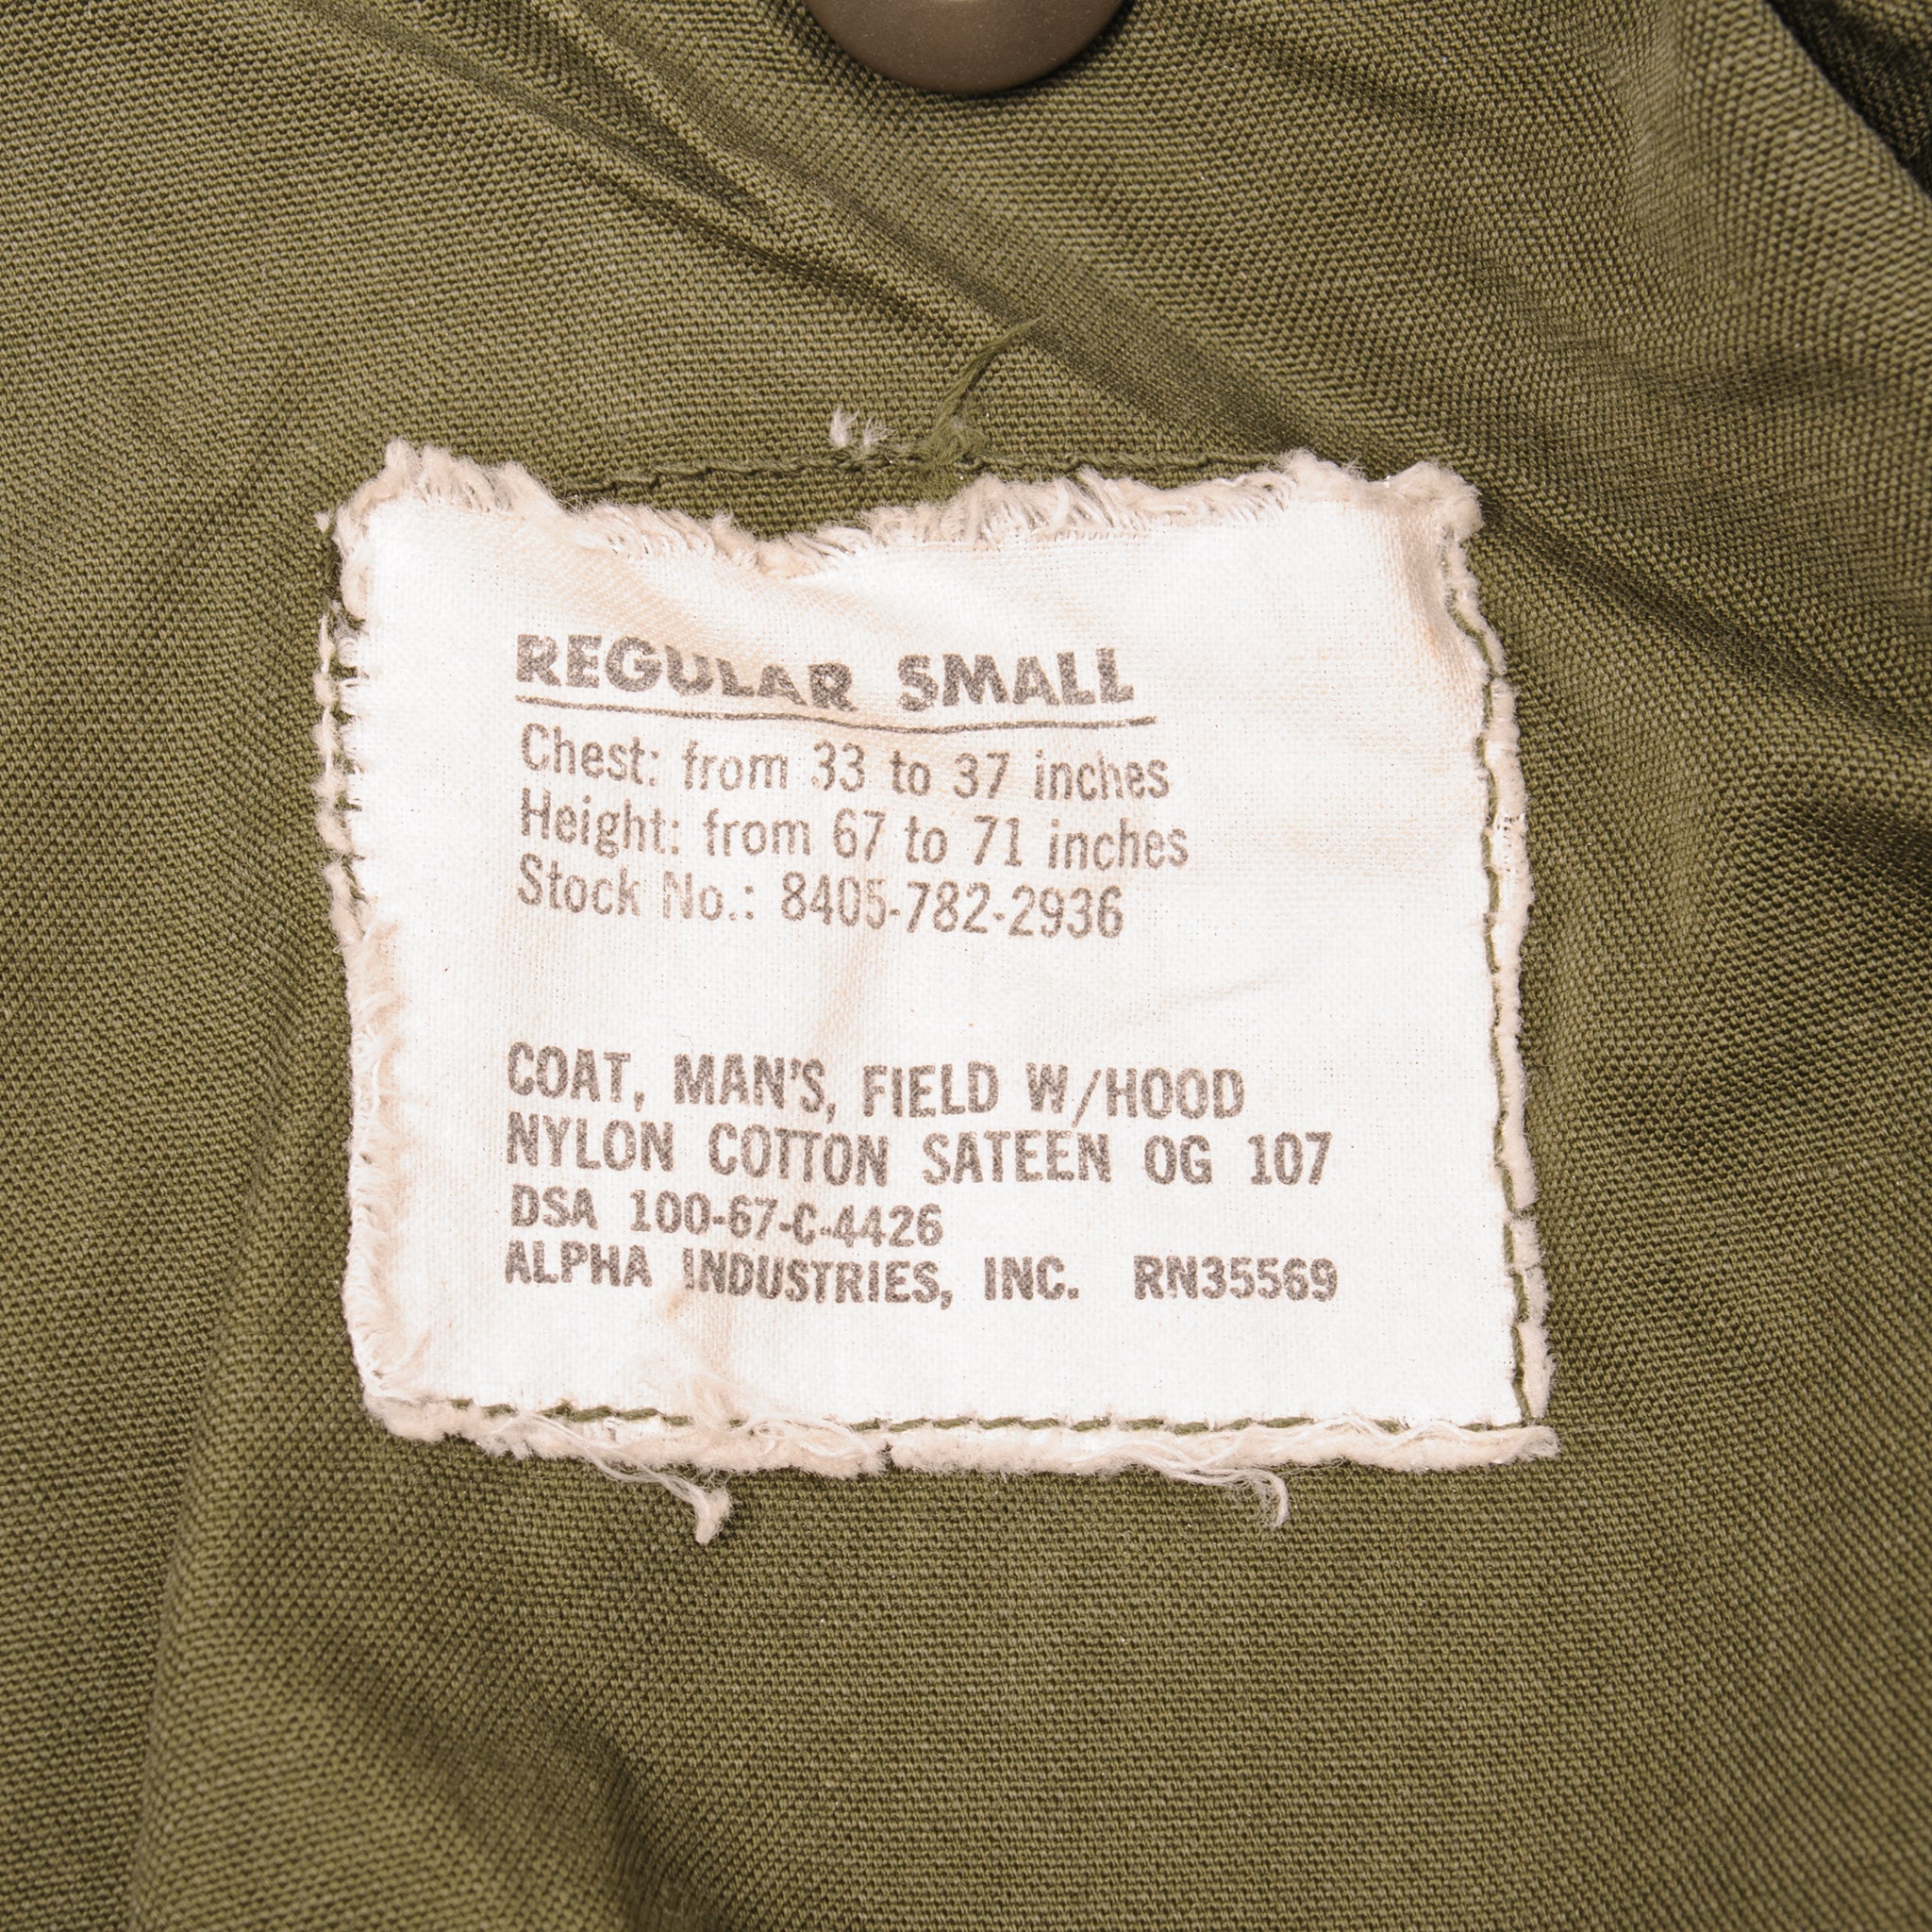 REGULAR SMALL
Chest: from 33 to 37 inches
Height: from 67 to 71 inches
Stock No.: 8405-782-2936
COAT, MAN'S, FIELD W/HOOD
NYLON COTTON SATEEN OG 107
DSA 100-67-C-4426
ALPHA INDUSTRIES, INC. RN35569